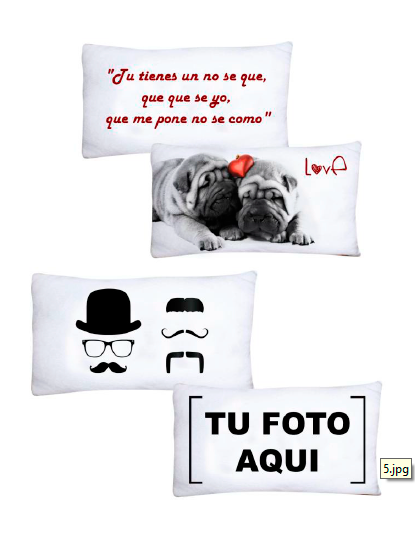 "Tu tienes un no se que,
que que se yo,
que me pone no se como"
LovE
TU FOTO
AQUI
5.jpg